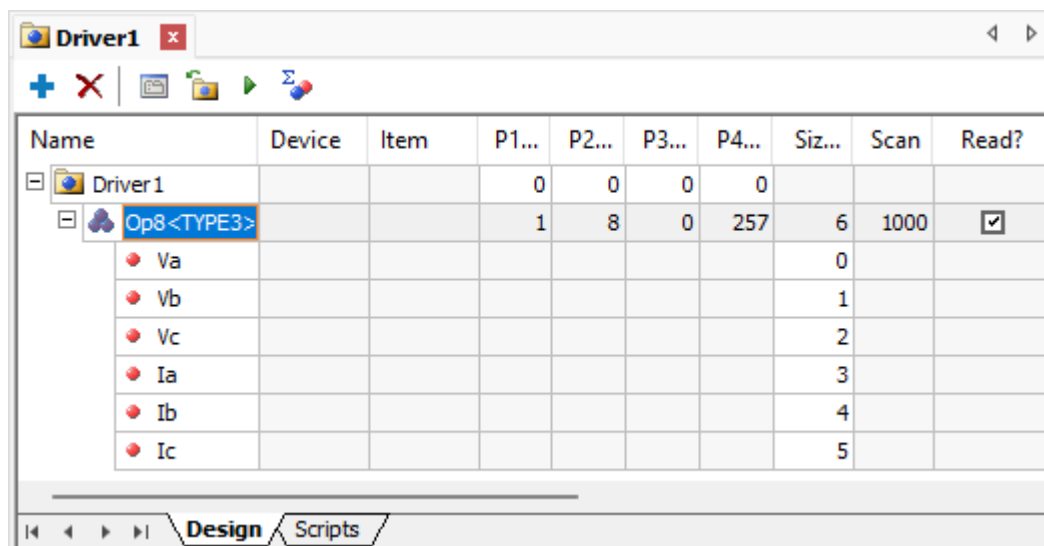 Driver1
Name Device Item P1... P2... P3... P4... Siz... Scan Read?
Driver1 0 0 0 0
Op8<TYPE3> 1 8 0 257 6 1000
Va 0
Vb 1
Vc 2
Ia 3
Ib 4
Ic 5
Design Scripts